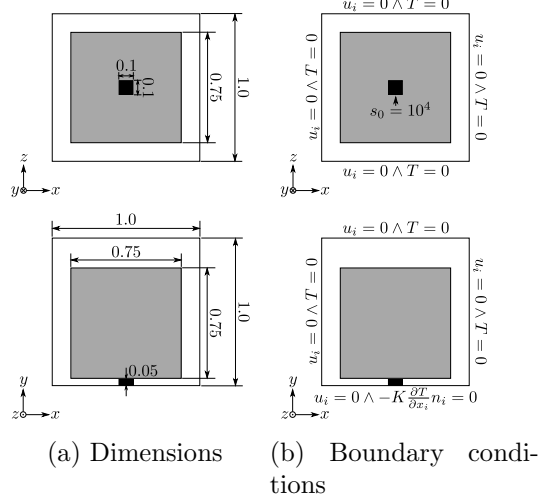 u_i = 0 ∧ T = 0
0.1
0.1
0.75
1.0
u_i = 0 ∧ T = 0
u_i = 0 ∧ T = 0
s_0 = 10^4
u_i = 0 ∧ T = 0
z
y
x
z
y
x
1.0
u_i = 0 ∧ T = 0
0.75
0.75
1.0
u_i = 0 ∧ T = 0
u_i = 0 ∧ T = 0
0.05
y
z
x
y
z
x
u_i = 0 ∧ −K ∂T/∂x_i n_i = 0
(a) Dimensions
(b) Boundary condi-
tions